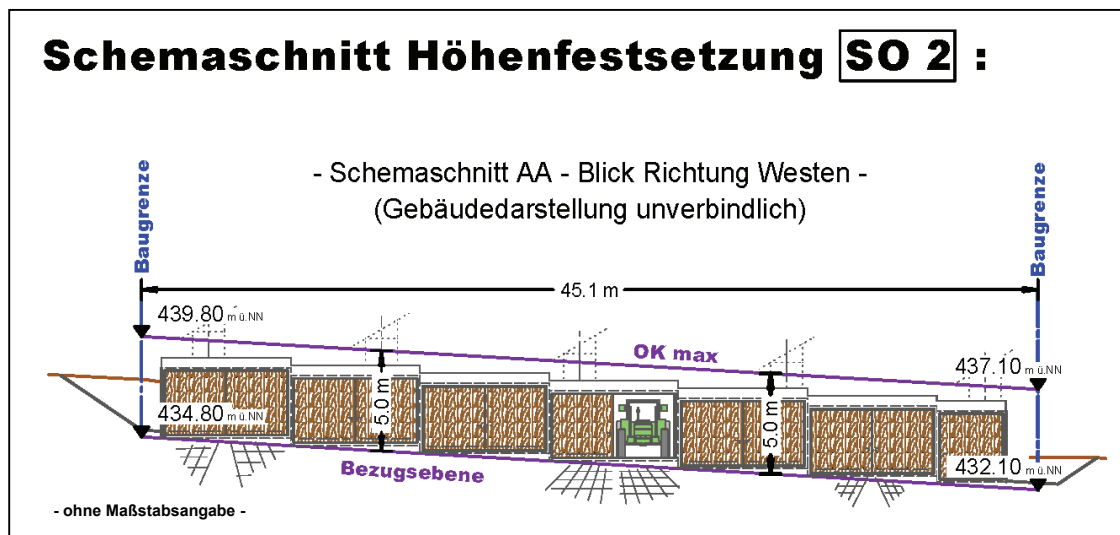 Schemaschnitt Höhenfestsetzung SO 2 :
- Schemaschnitt AA - Blick Richtung Westen -
(Gebäudedarstellung unverbindlich)
Baugrenze
Baugrenze
45.1 m
439.80 m ü.NN
OK max
437.10 m ü.NN
5.0 m
5.0 m
434.80 m ü.NN
Bezugsebene
432.10 m ü.NN
- ohne Maßstabsangabe -